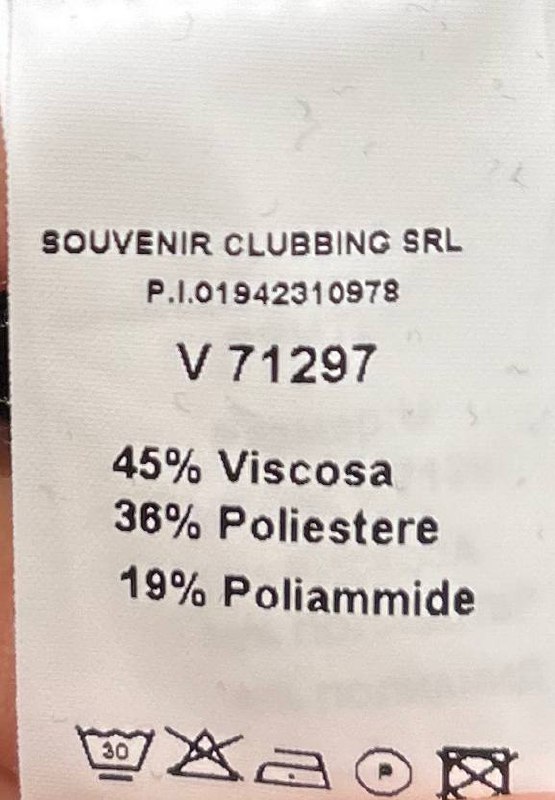 SOUVENIR CLUBBING SRL
P.I.01942310978
V 71297
45% Viscosa
36% Poliestere
19% Poliammide
30 P